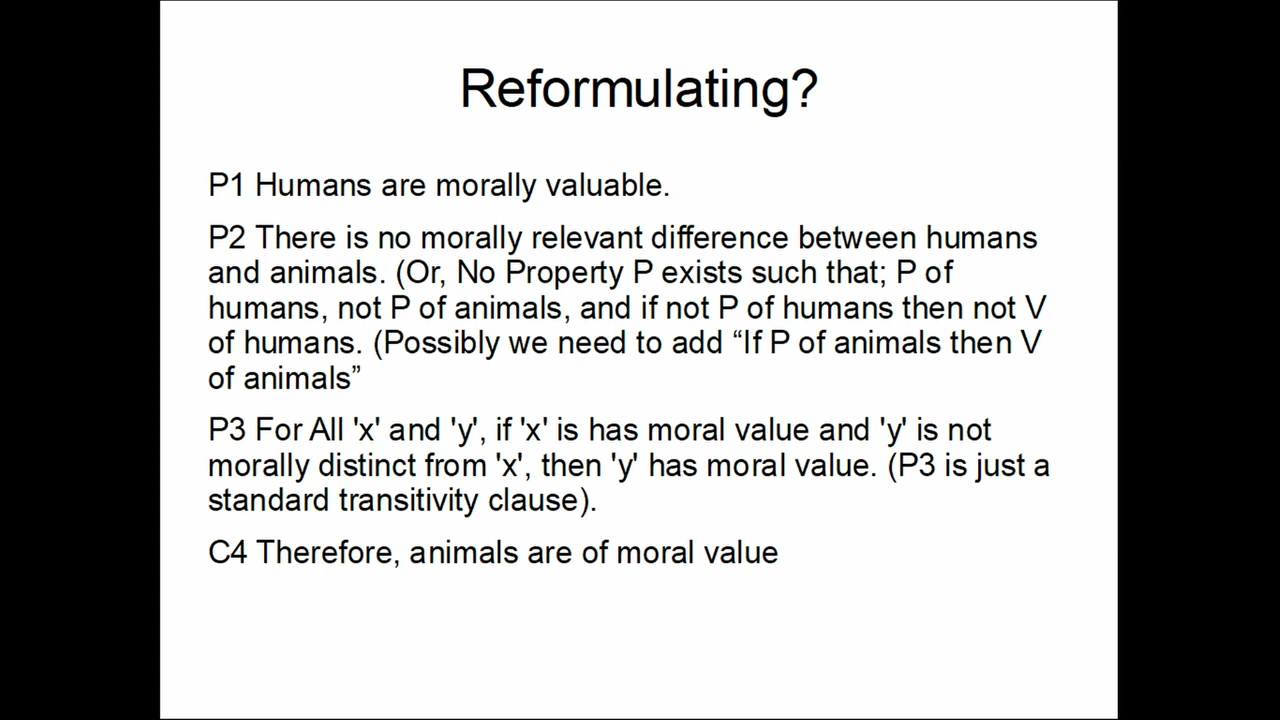 Reformulating?
P1 Humans are morally valuable.
P2 There is no morally relevant difference between humans
and animals. (Or, No Property P exists such that; P of
humans, not P of animals, and if not P of humans then not V
of humans. (Possibly we need to add “If P of animals then V
of animals”
P3 For All 'x' and 'y', if 'x' is has moral value and 'y' is not
morally distinct from 'x', then 'y' has moral value. (P3 is just a
standard transitivity clause).
C4 Therefore, animals are of moral value